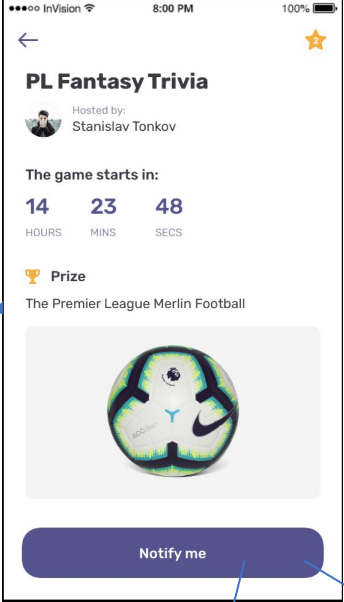 InVision 8:00 PM 100%
2
PL Fantasy Trivia
Hosted by:
Stanislav Tonkov
The game starts in:
14 23 48
HOURS MINS SECS
Prize
The Premier League Merlin Football
Notify me